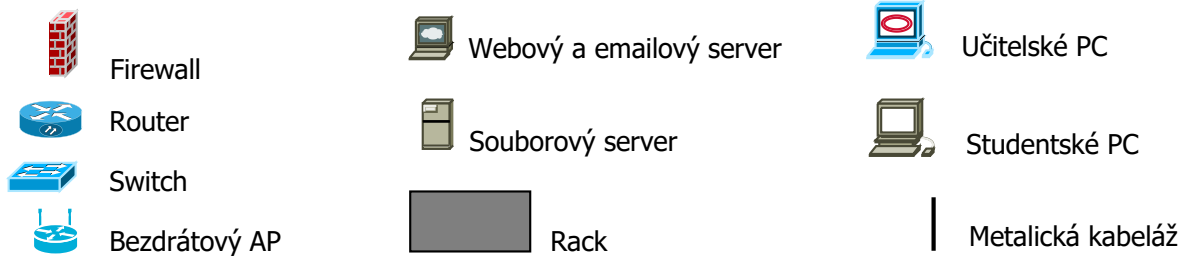 Firewall
Router
Switch
Bezdrátový AP
Webový a emailový server
Souborový server
Rack
Učitelské PC
Studentské PC
Metalická kabeláž